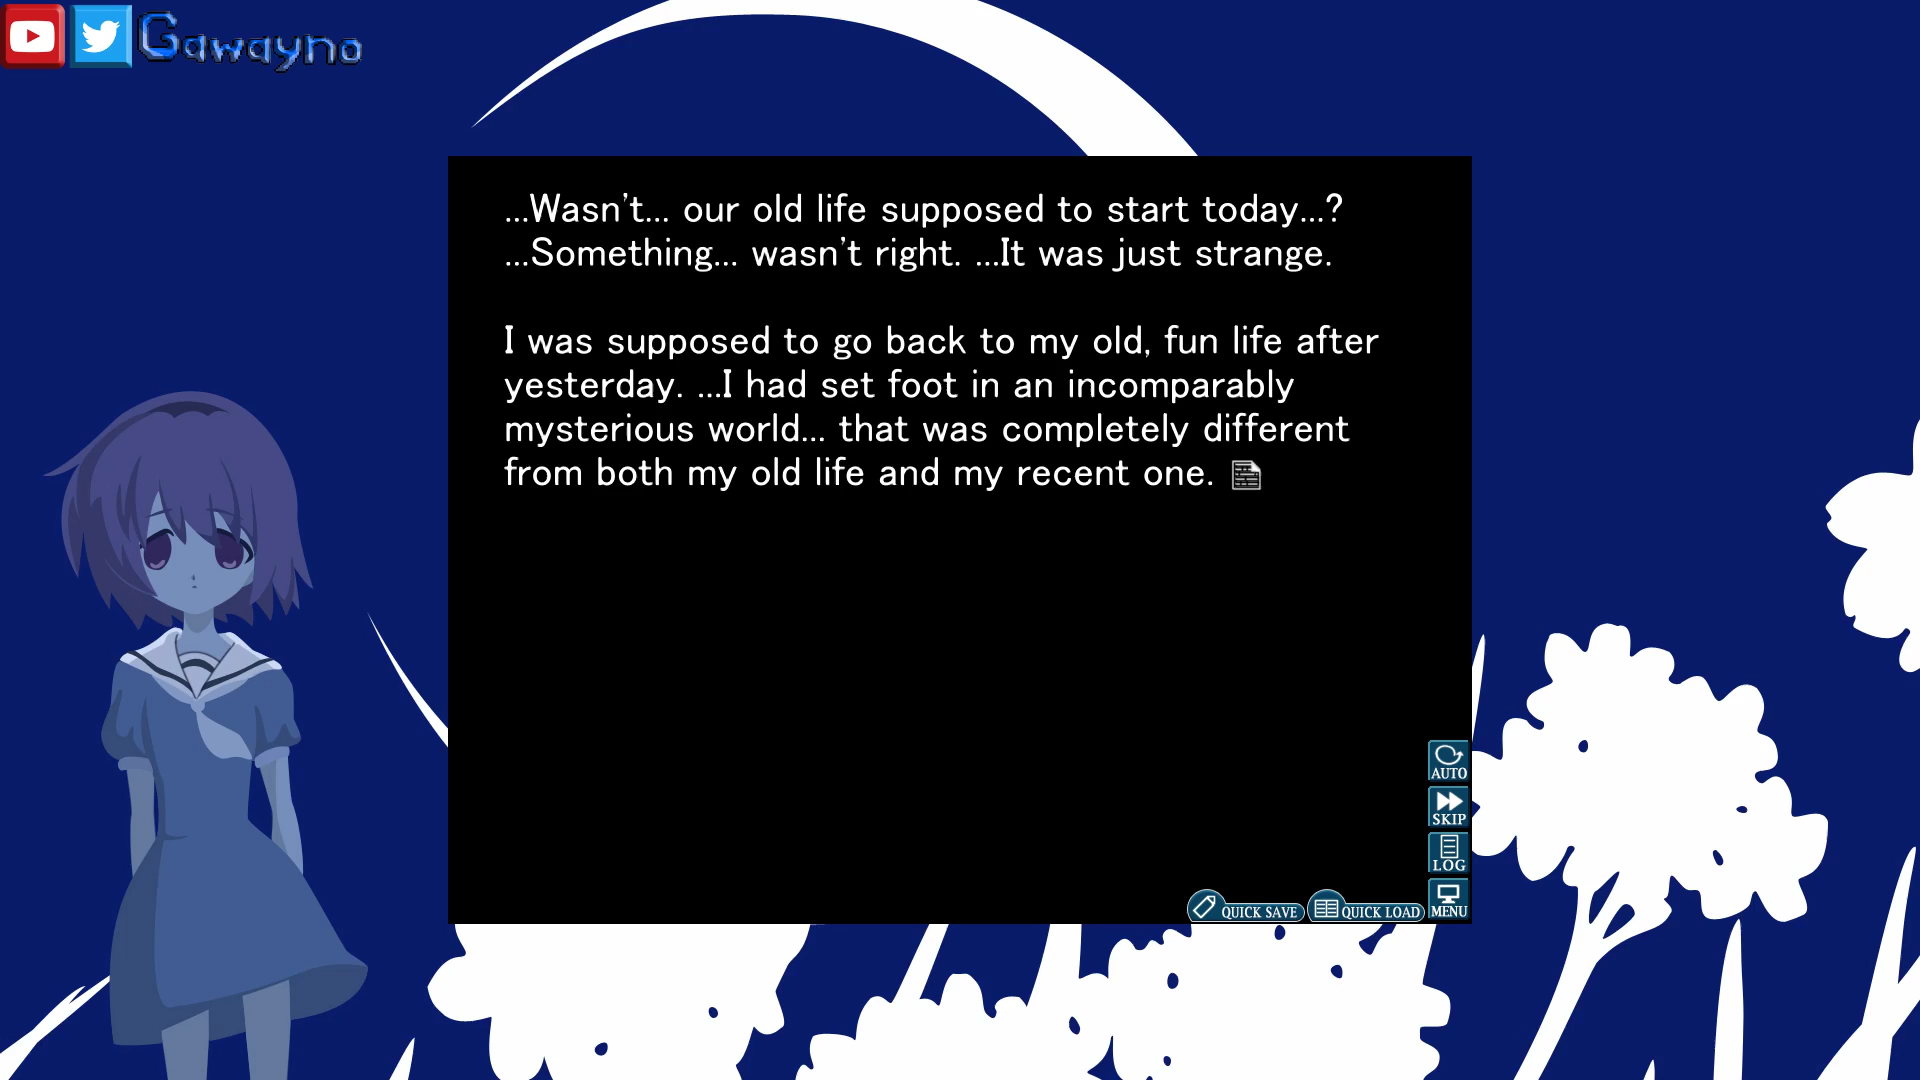 Gawayno
...Wasn't... our old life supposed to start today...?
...Something... wasn't right. ...It was just strange.
I was supposed to go back to my old, fun life after
yesterday. ...I had set foot in an incomparably
mysterious world... that was completely different
from both my old life and my recent one.
AUTO
SKIP
LOG
MENU
QUICK SAVE
QUICK LOAD